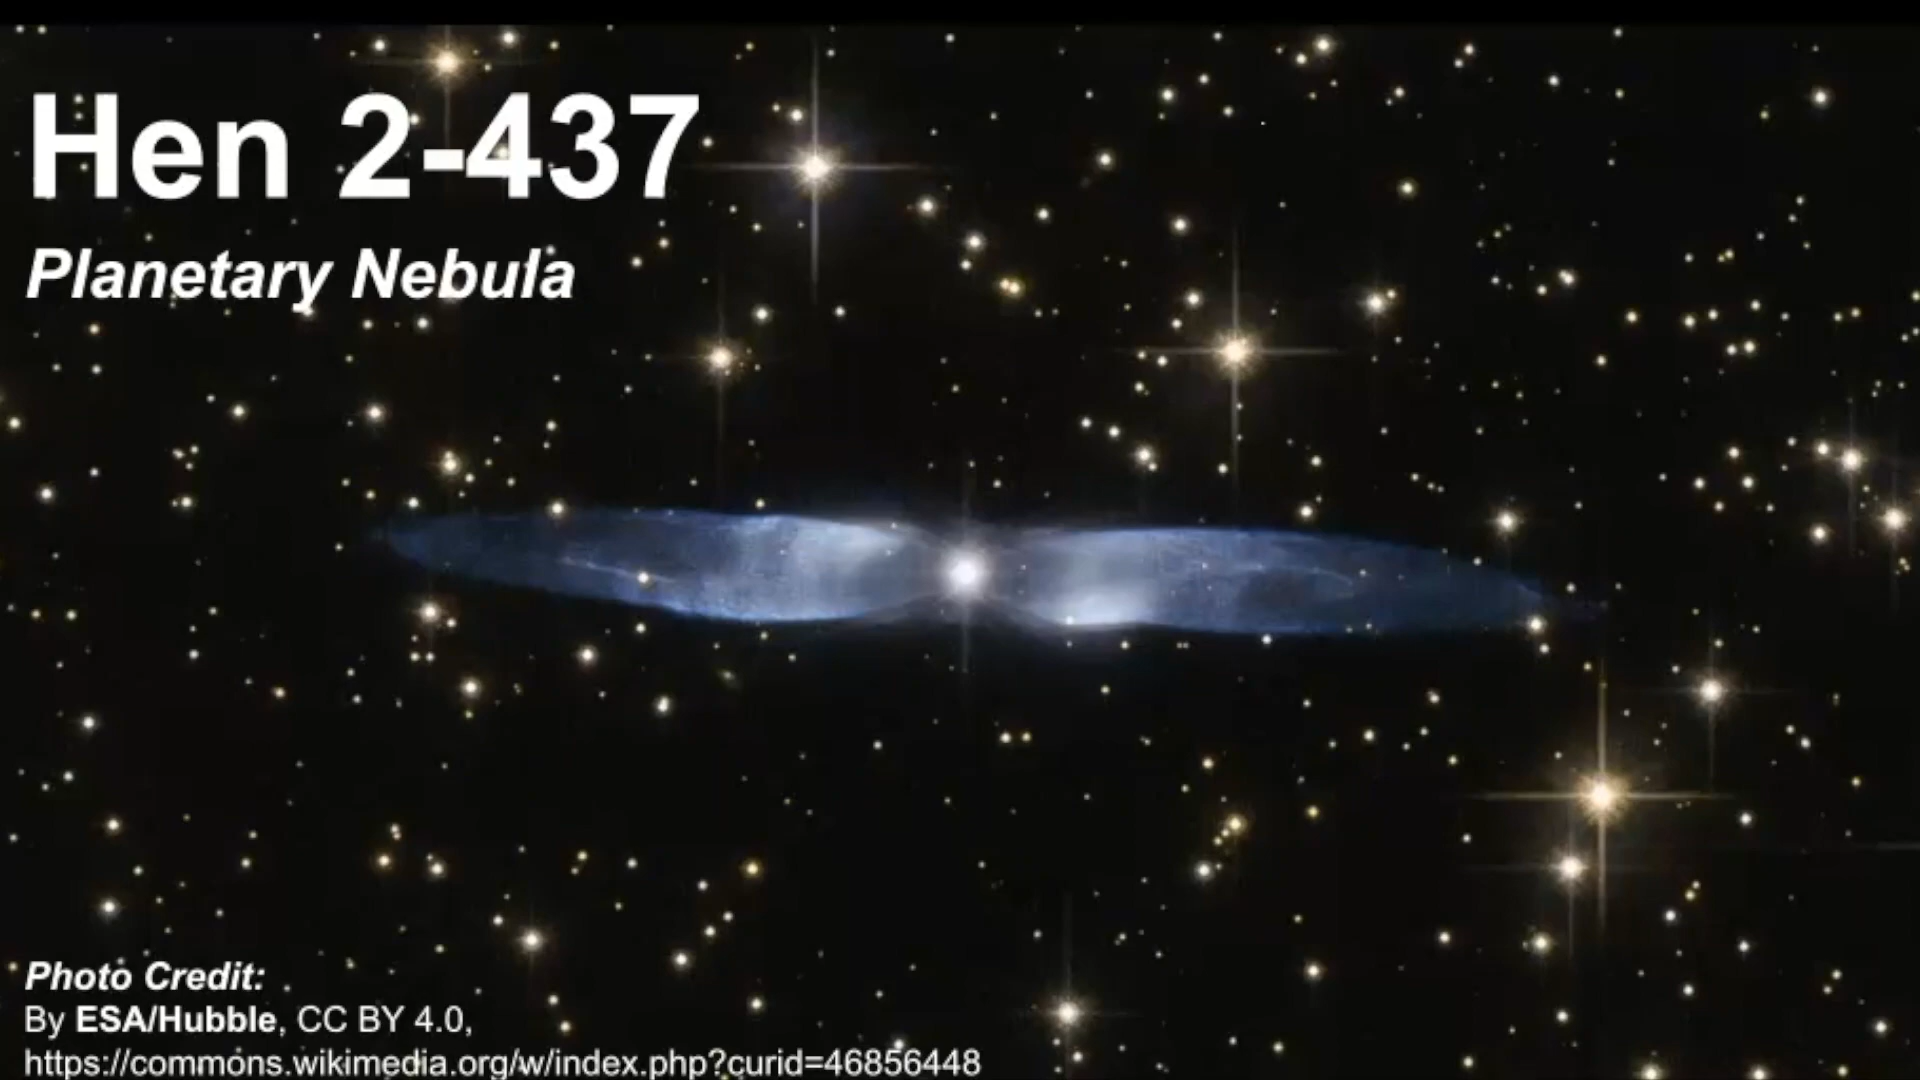 Hen 2-437
Planetary Nebula
Photo Credit:
By ESA/Hubble, CC BY 4.0,
https://commons.wikimedia.org/w/index.php?curid=46856448